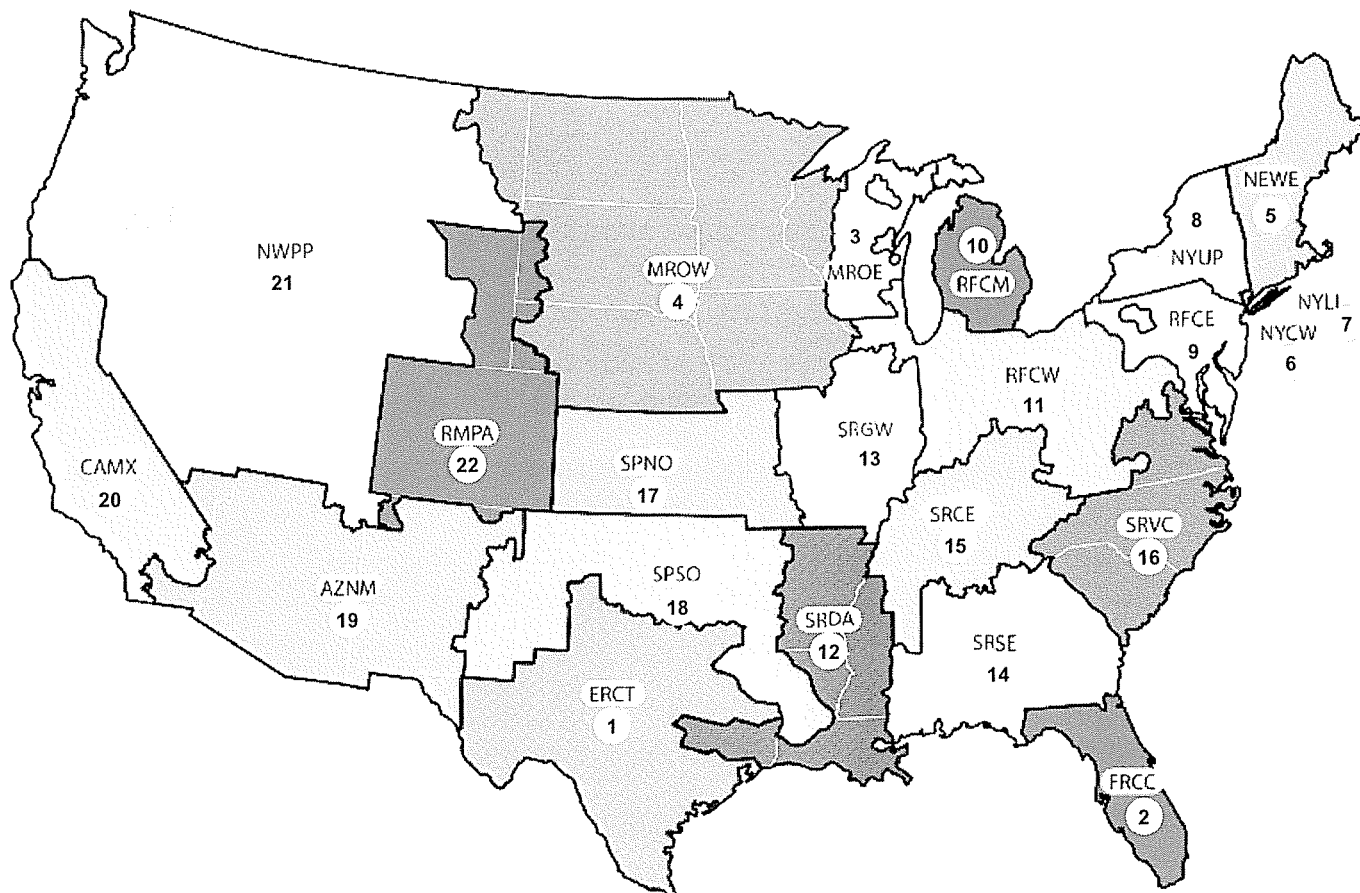 NWPP
21
MROW
4
3
MROE
10
RFCM
8
NYUP
NEWE
5
NYLI
7
NYCW
6
RFCE
9
RFCW
11
RMPA
22
SRGW
13
SPNO
17
CAMX
20
SRCE
15
SRVC
16
AZNM
19
SPSO
18
SRDA
12
SRSE
14
ERCT
1
FRCC
2